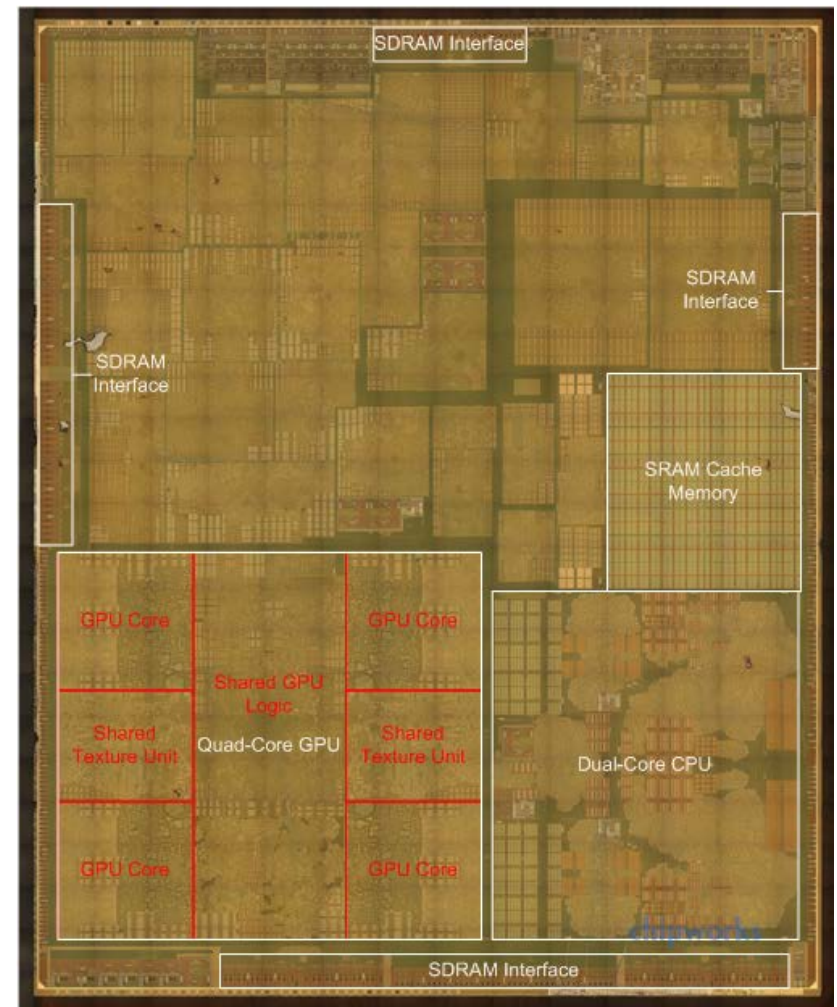 SDRAM Interface
SDRAM
Interface
SDRAM
Interface
SRAM Cache
Memory
GPU Core
GPU Core
Shared GPU
Logic
Shared
Texture Unit
Quad-Core GPU
Shared
Texture Unit
Dual-Core CPU
GPU Core
GPU Core
chipworks
SDRAM Interface